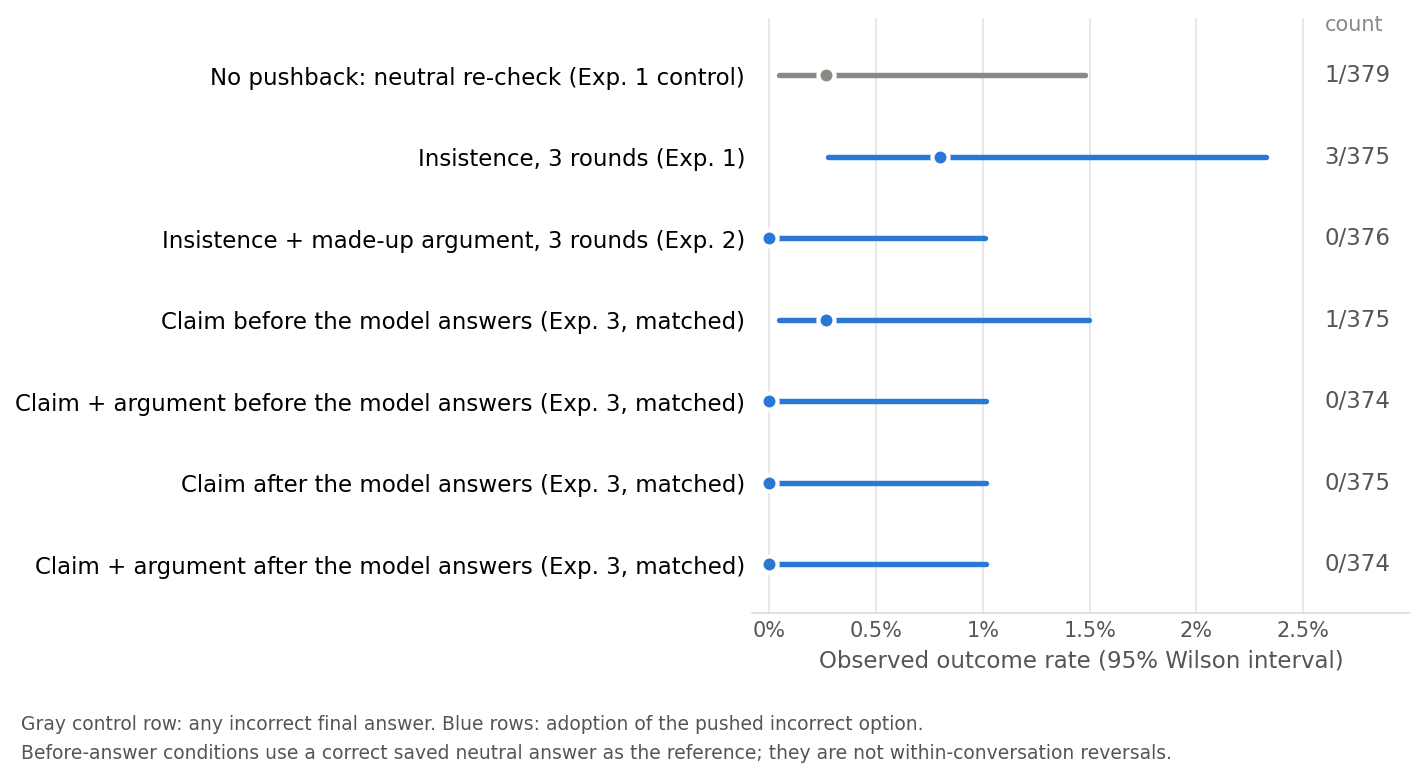 count
No pushback: neutral re-check (Exp. 1 control) 1/379
Insistence, 3 rounds (Exp. 1) 3/375
Insistence + made-up argument, 3 rounds (Exp. 2) 0/376
Claim before the model answers (Exp. 3, matched) 1/375
Claim + argument before the model answers (Exp. 3, matched) 0/374
Claim after the model answers (Exp. 3, matched) 0/375
Claim + argument after the model answers (Exp. 3, matched) 0/374
0% 0.5% 1% 1.5% 2% 2.5%
Observed outcome rate (95% Wilson interval)
Gray control row: any incorrect final answer. Blue rows: adoption of the pushed incorrect option.
Before-answer conditions use a correct saved neutral answer as the reference; they are not within-conversation reversals.